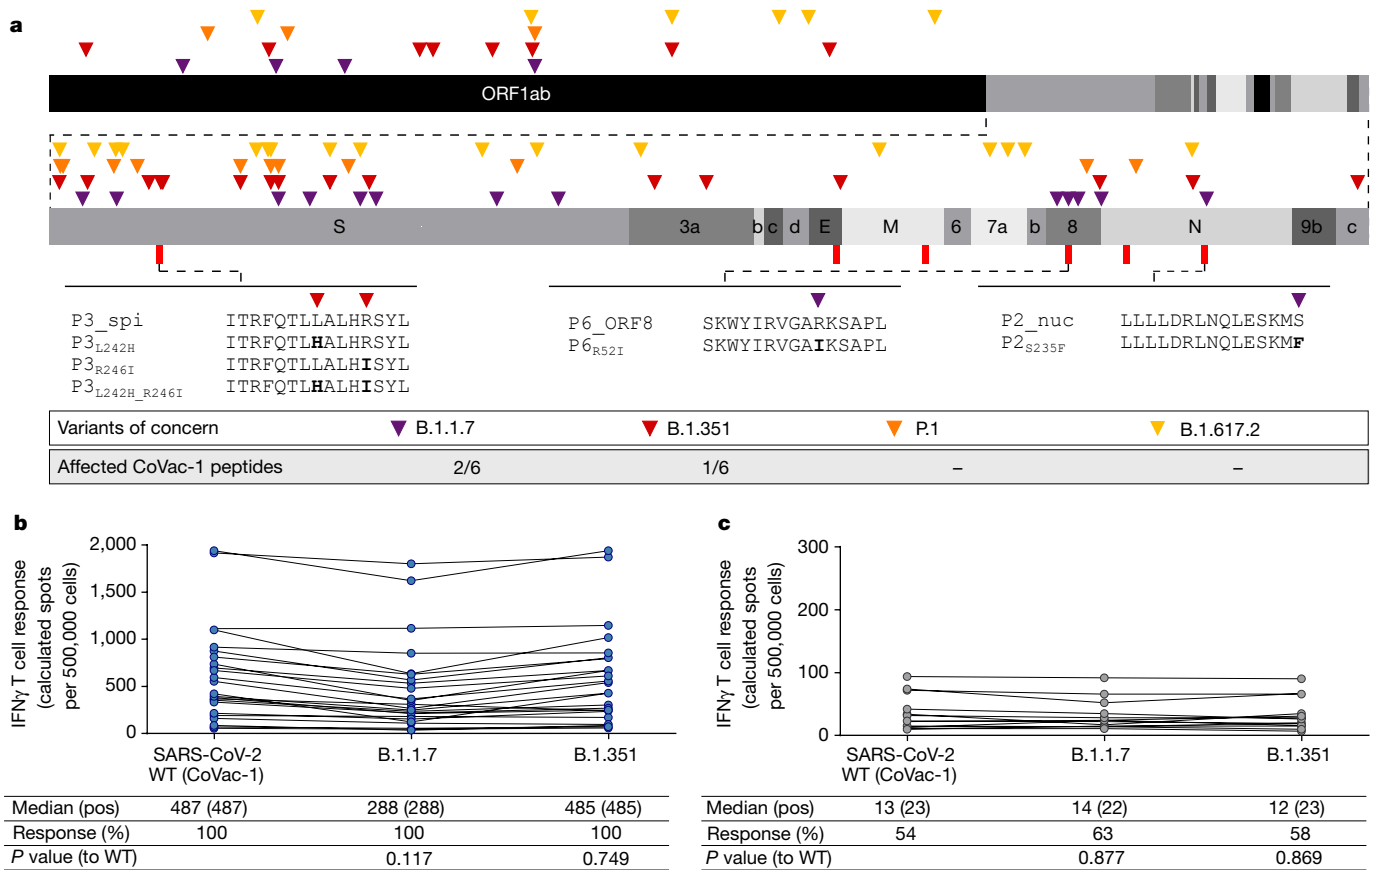 a
ORF1ab
S 3a b c d E M 6 7a b 8 N 9b c
P3_spi ITRFQTLLALHRSYL
P3L242H ITRFQTLHALHRSYL
P3R246I ITRFQTLLALHISYL
P3L242H_R246I ITRFQTLHALHISYL
P6_ORF8 SKWYIRVGARKSAPL
P6R52I SKWYIRVGAIKSAPL
P2_nuc LLLLDRLNQLESKMS
P2S235F LLLLDRLNQLESKMF
Variants of concern B.1.1.7 B.1.351 P.1 B.1.617.2
Affected CoVac-1 peptides 2/6 1/6 – –
b
IFNγ T cell response
(calculated spots
per 500,000 cells)
2,000
1,500
1,000
500
0
SARS-CoV-2
WT (CoVac-1)
B.1.1.7
B.1.351
Median (pos) 487 (487) 288 (288) 485 (485)
Response (%) 100 100 100
P value (to WT) 0.117 0.749
c
IFNγ T cell response
(calculated spots
per 500,000 cells)
300
200
100
0
SARS-CoV-2
WT (CoVac-1)
B.1.1.7
B.1.351
Median (pos) 13 (23) 14 (22) 12 (23)
Response (%) 54 63 58
P value (to WT) 0.877 0.869